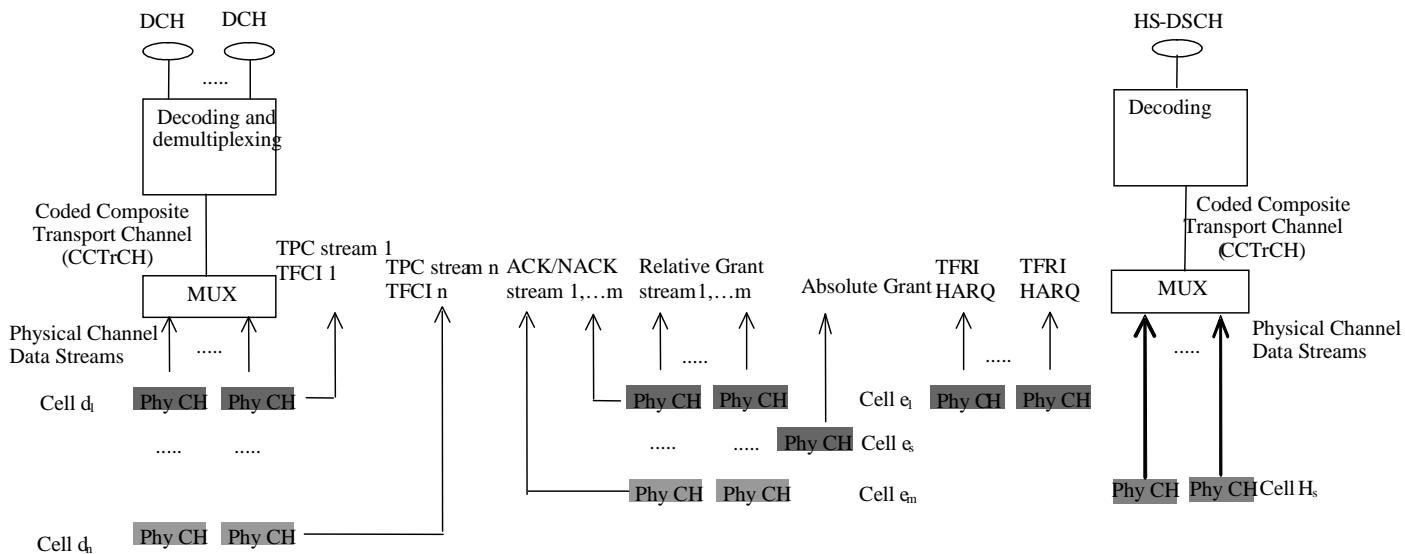 DCH DCH
.....
Decoding and
demultiplexing
Coded Composite
Transport Channel
(CCTrCH)
MUX
Physical Channel
Data Streams
.....
TPC stream 1
TFCI 1
TPC stream n
TFCI n
ACK/NACK
stream 1,…m
Relative Grant
stream1,…m
Absolute Grant
TFRI
HARQ
TFRI
HARQ
..... .....
HS-DSCH
Decoding
Coded Composite
Transport Channel
(CCTrCH)
MUX
Physical Channel
Data Streams
.....
Cell d1 Phy CH Phy CH
Phy CH Phy CH Cell e1 Phy CH Phy CH
..... .....
..... ..... Phy CH Cell es
Phy CH Phy CH Cell em
Phy CH Phy CH Cell Hs
Cell dn Phy CH Phy CH